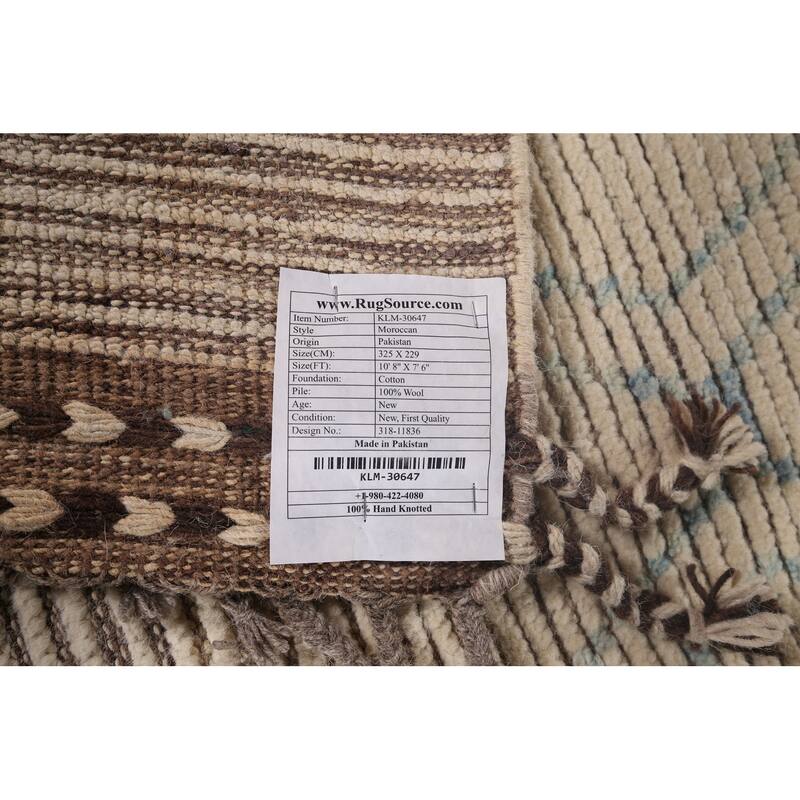 www.RugSource.com
Item Number: KLM-30647
Style Moroccan
Origin Pakistan
Size(CM): 325 X 229
Size(FT): 10' 8" X 7' 6"
Foundation: Cotton
Pile: 100% Wool
Age: New
Condition: New, First Quality
Design No.: 318-11836
Made in Pakistan
KLM-30647
+1-980-422-4080
100% Hand Knotted